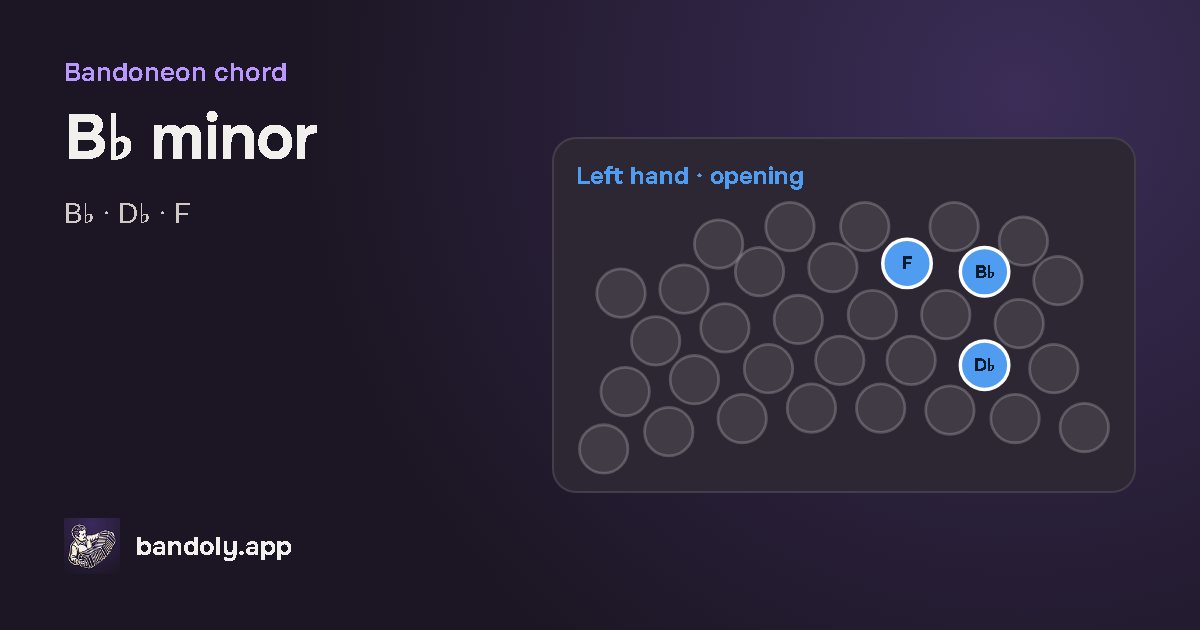 Bandoneon chord
B♭ minor
B♭ · D♭ · F
Left hand · opening
F
B♭
D♭
bandoly.app